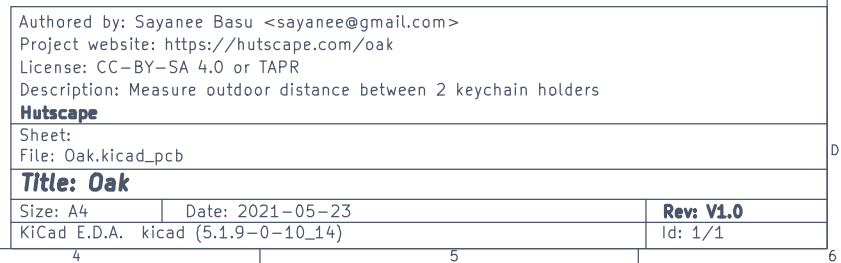 Authored by: Sayanee Basu <sayanee@gmail.com>
Project website: https://hutscape.com/oak
License: CC-BY-SA 4.0 or TAPR
Description: Measure outdoor distance between 2 keychain holders
Hutscape
Sheet:
File: Oak.kicad_pcb
D
Title: Oak
Size: A4 Date: 2021-05-23 Rev: V1.0
KiCad E.D.A. kicad (5.1.9-0-10_14) Id: 1/1
4 5 6